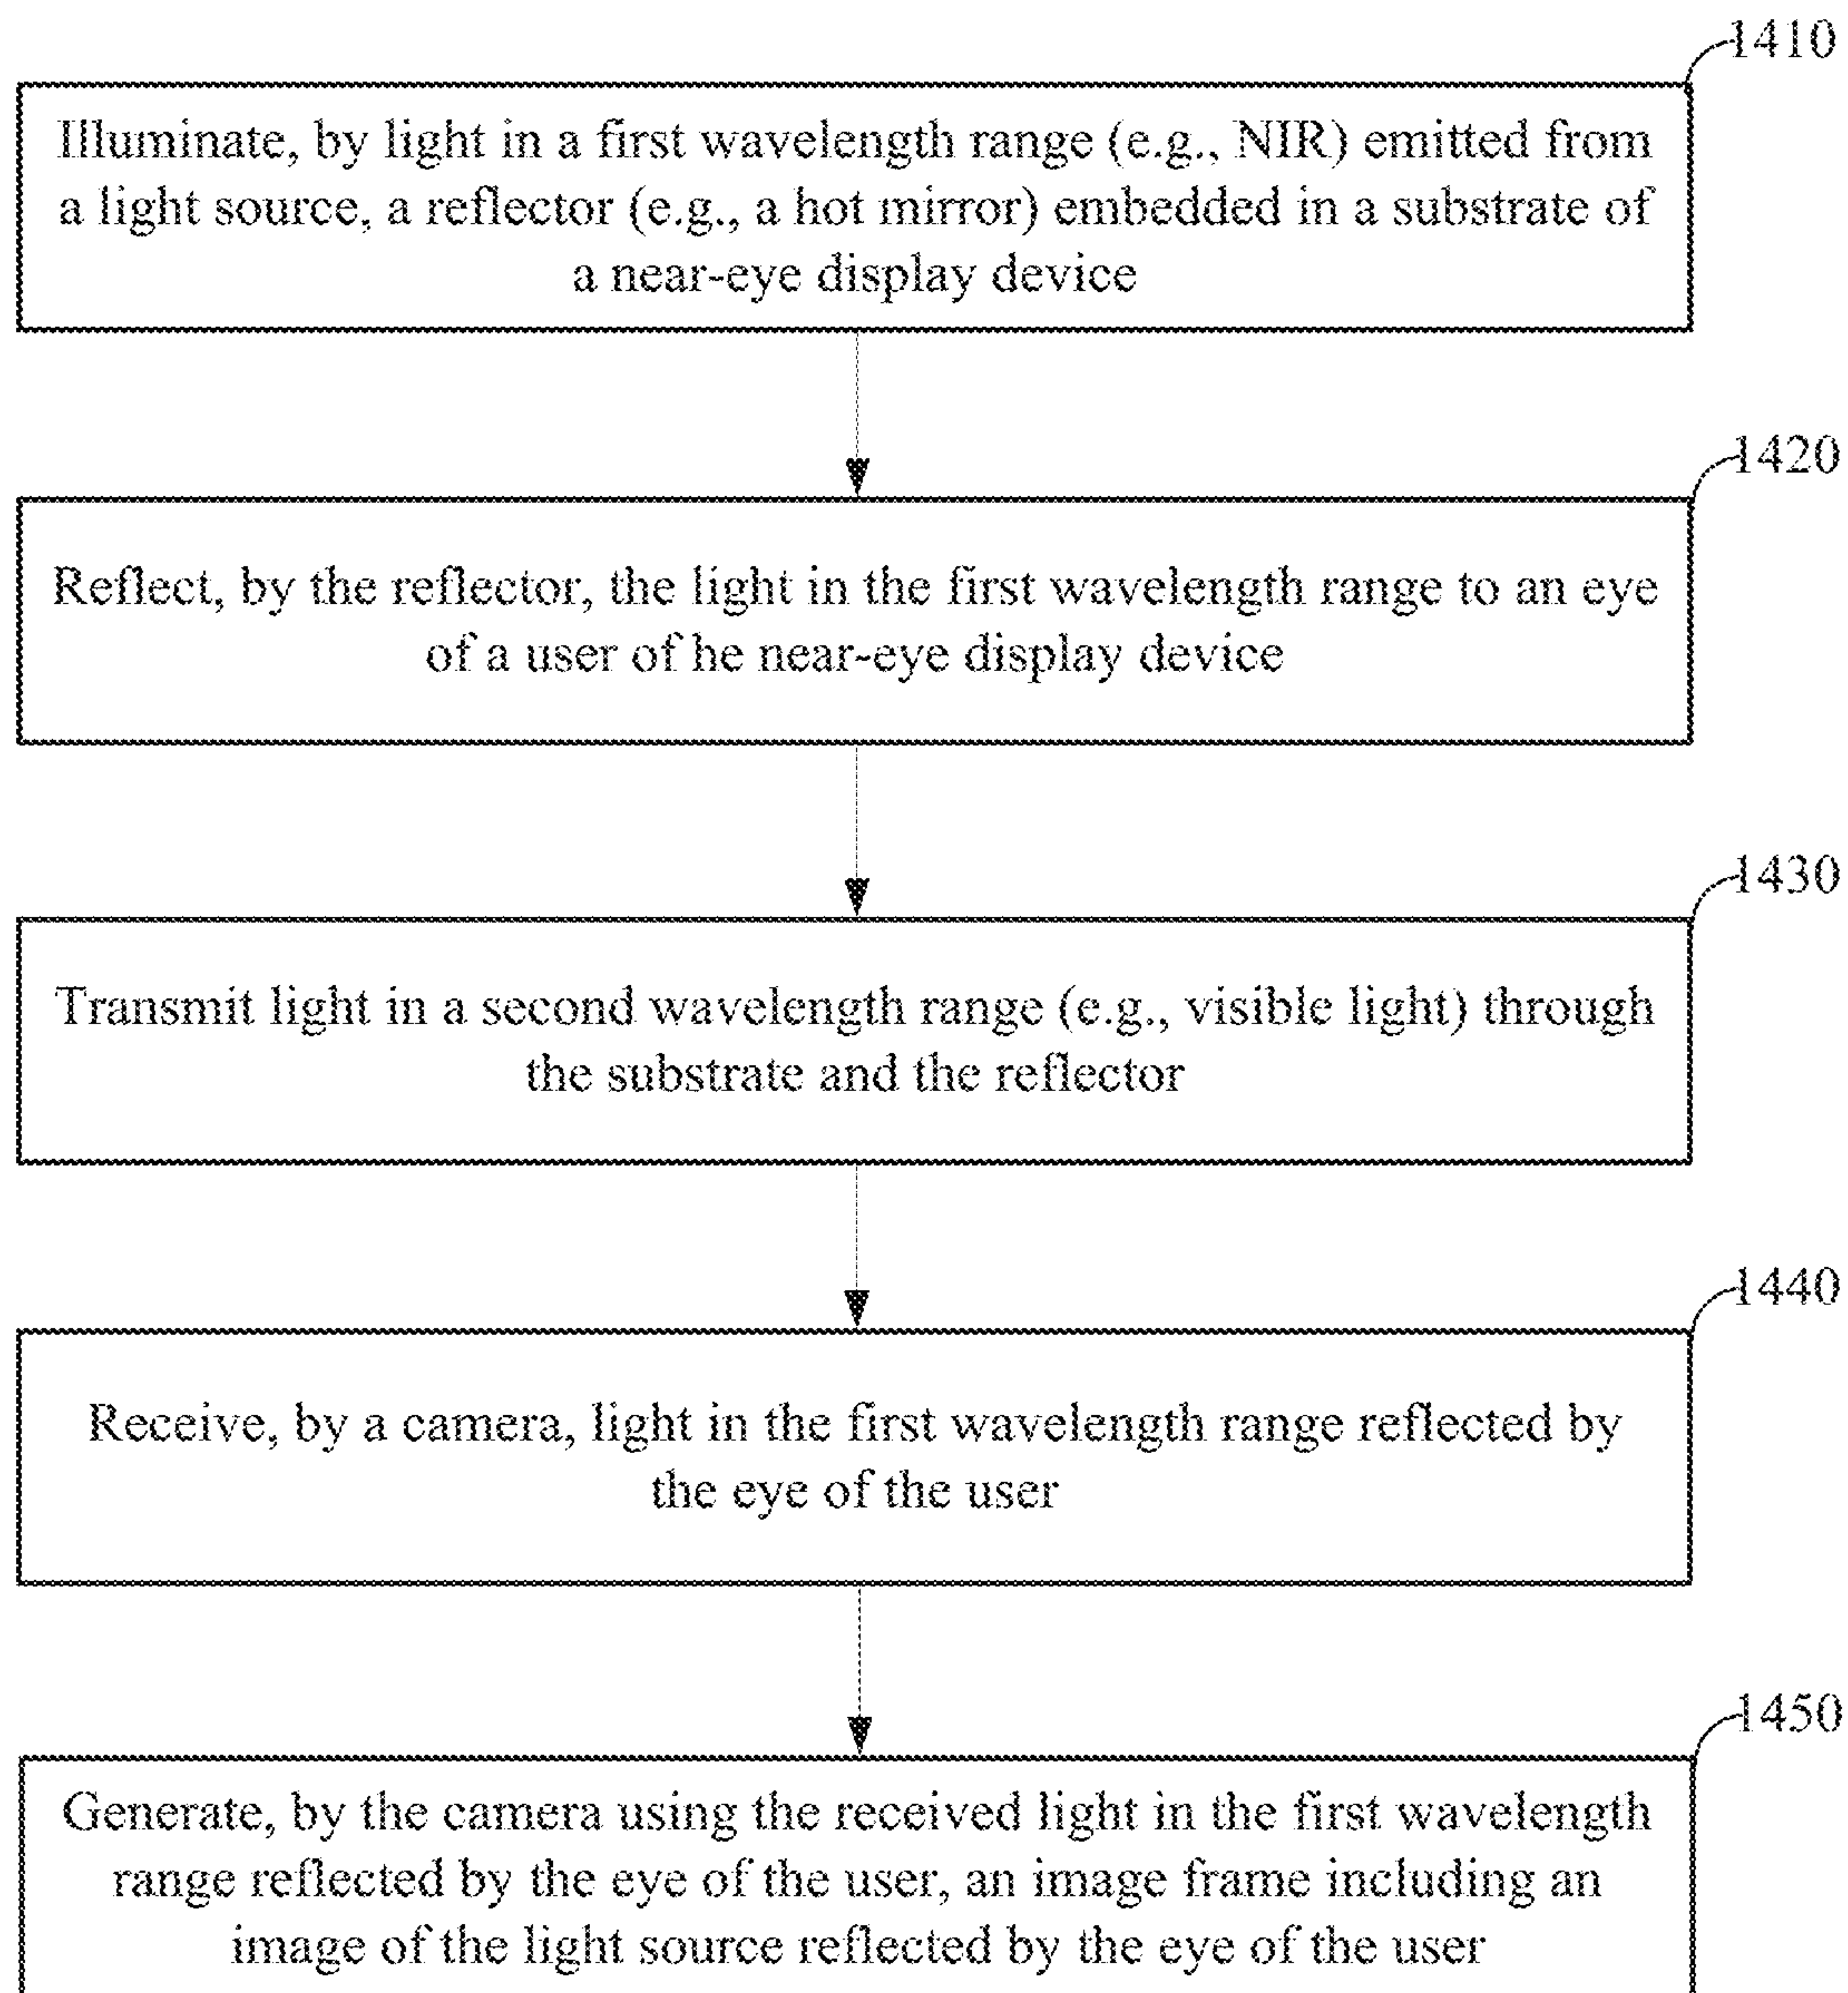 1410
Illuminate, by light in a first wavelength range (e.g., NIR) emitted from
a light source, a reflector (e.g., a hot mirror) embedded in a substrate of
a near-eye display device
1420
Reflect, by the reflector, the light in the first wavelength range to an eye
of a user of he near-eye display device
1430
Transmit light in a second wavelength range (e.g., visible light) through
the substrate and the reflector
1440
Receive, by a camera, light in the first wavelength range reflected by
the eye of the user
1450
Generate, by the camera using the received light in the first wavelength
range reflected by the eye of the user, an image frame including an
image of the light source reflected by the eye of the user